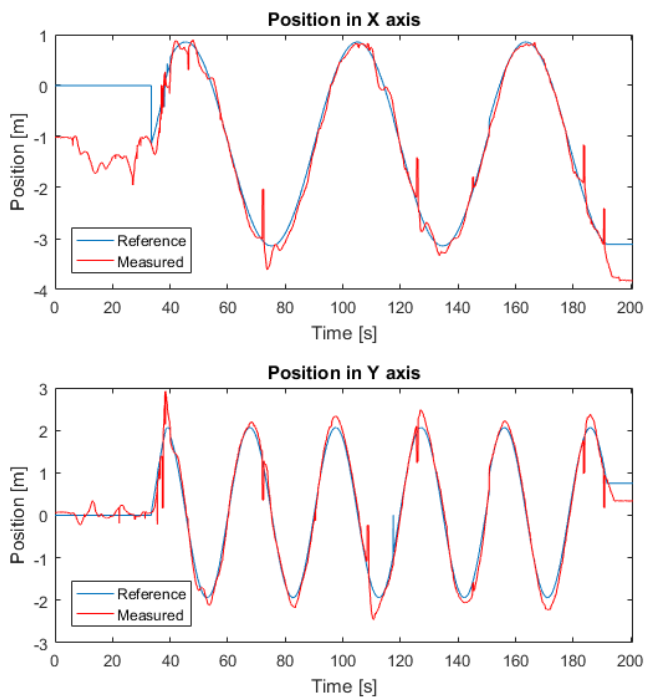 Position in X axis
Position [m]
1
0
-1
-2
-3
-4
Reference
Measured
0 20 40 60 80 100 120 140 160 180 200
Time [s]
Position in Y axis
Position [m]
3
2
1
0
-1
-2
-3
Reference
Measured
0 20 40 60 80 100 120 140 160 180 200
Time [s]